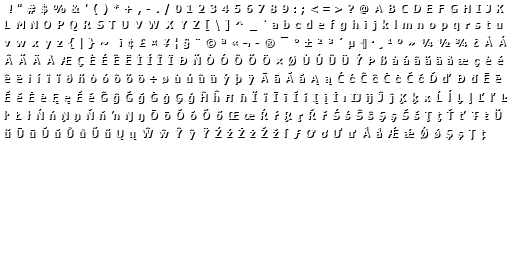 ! " # $ % & ' ( ) * + , - . / 0 1 2 3 4 5 6 7 8 9 : ; < = > ? @ A B C D E F G H I J K
L M N O P Q R S T U V W X Y Z [ \ ] ^ _ ` a b c d e f g h i j k l m n o p q r s t u
v w x y z { | } ~ ¡ ¢ £ ¤ ¥ ¦ § ¨ © ª « ¬ - ® ¯ ° ± ² ³ ´ µ ¶ · ¸ ¹ º » ¼ ½ ¾ ¿ À Á
Â Ã Ä Å Æ Ç È É Ê Ë Ì Í Î Ï Ð Ñ Ò Ó Ô Õ Ö × Ø Ù Ú Û Ü Ý Þ ß à á â ã ä å æ ç è é
ê ë ì í î ï ð ñ ò ó ô õ ö ÷ ø ù ú û ü ý þ ÿ Ā ā Ă ă Ą ą Ć ć Ĉ ĉ Ċ ċ Č č Ď ď Đ đ Ē ē
Ĕ ĕ Ė ė Ę ę Ě ě Ĝ ĝ Ğ ğ Ġ ġ Ģ ģ Ĥ ĥ Ħ ħ Ĩ ĩ Ī ī Ĭ ĭ Į į İ ı Ĳ ĳ Ĵ ĵ Ķ ķ ĸ Ĺ ĺ Ļ ļ Ľ ľ Ŀ
ŀ Ł ł Ń ń Ņ ņ Ň ň ŉ Ŋ ŋ Ō ō Ŏ ŏ Ő ő Œ œ Ŕ ŕ Ŗ ŗ Ř ř Ś ś Ŝ ŝ Ş ş Š š Ţ ţ Ť ť Ŧ ŧ Ũ
ũ Ū ū Ŭ ŭ Ů ů Ű ű Ų ų Ŵ ŵ Ŷ ŷ Ÿ Ź ź Ż ż Ž ž ſ ƒ Ơ ơ Ư ư Ǻ ǻ Ǽ ǽ Ǿ ǿ Ș ș Ț ț